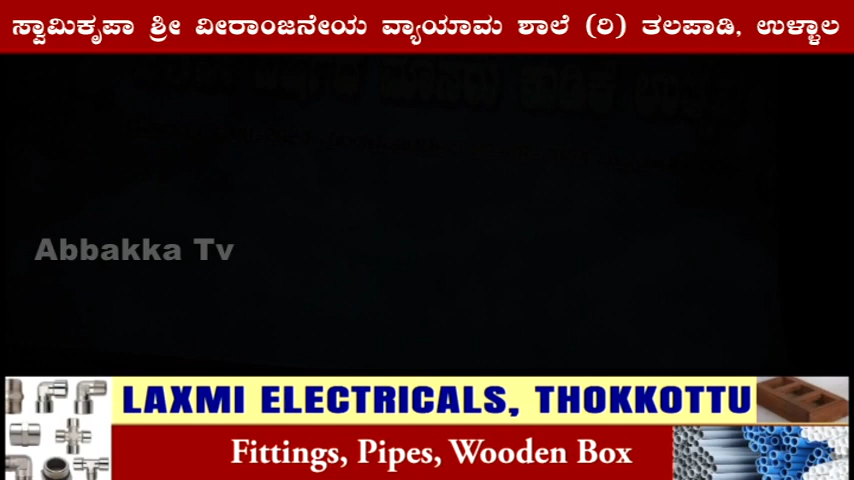 ಸ್ವಾಮಿಕೃಪಾ ಶ್ರೀ ವೀರಾಂಜನೇಯ ವ್ಯಾಯಾಮ ಶಾಲೆ (ರಿ) ತಲಪಾಡಿ, ಉಳ್ಳಾಲ
Abbakka Tv
LAXMI ELECTRICALS, THOKKOTTU
Fittings, Pipes, Wooden Box